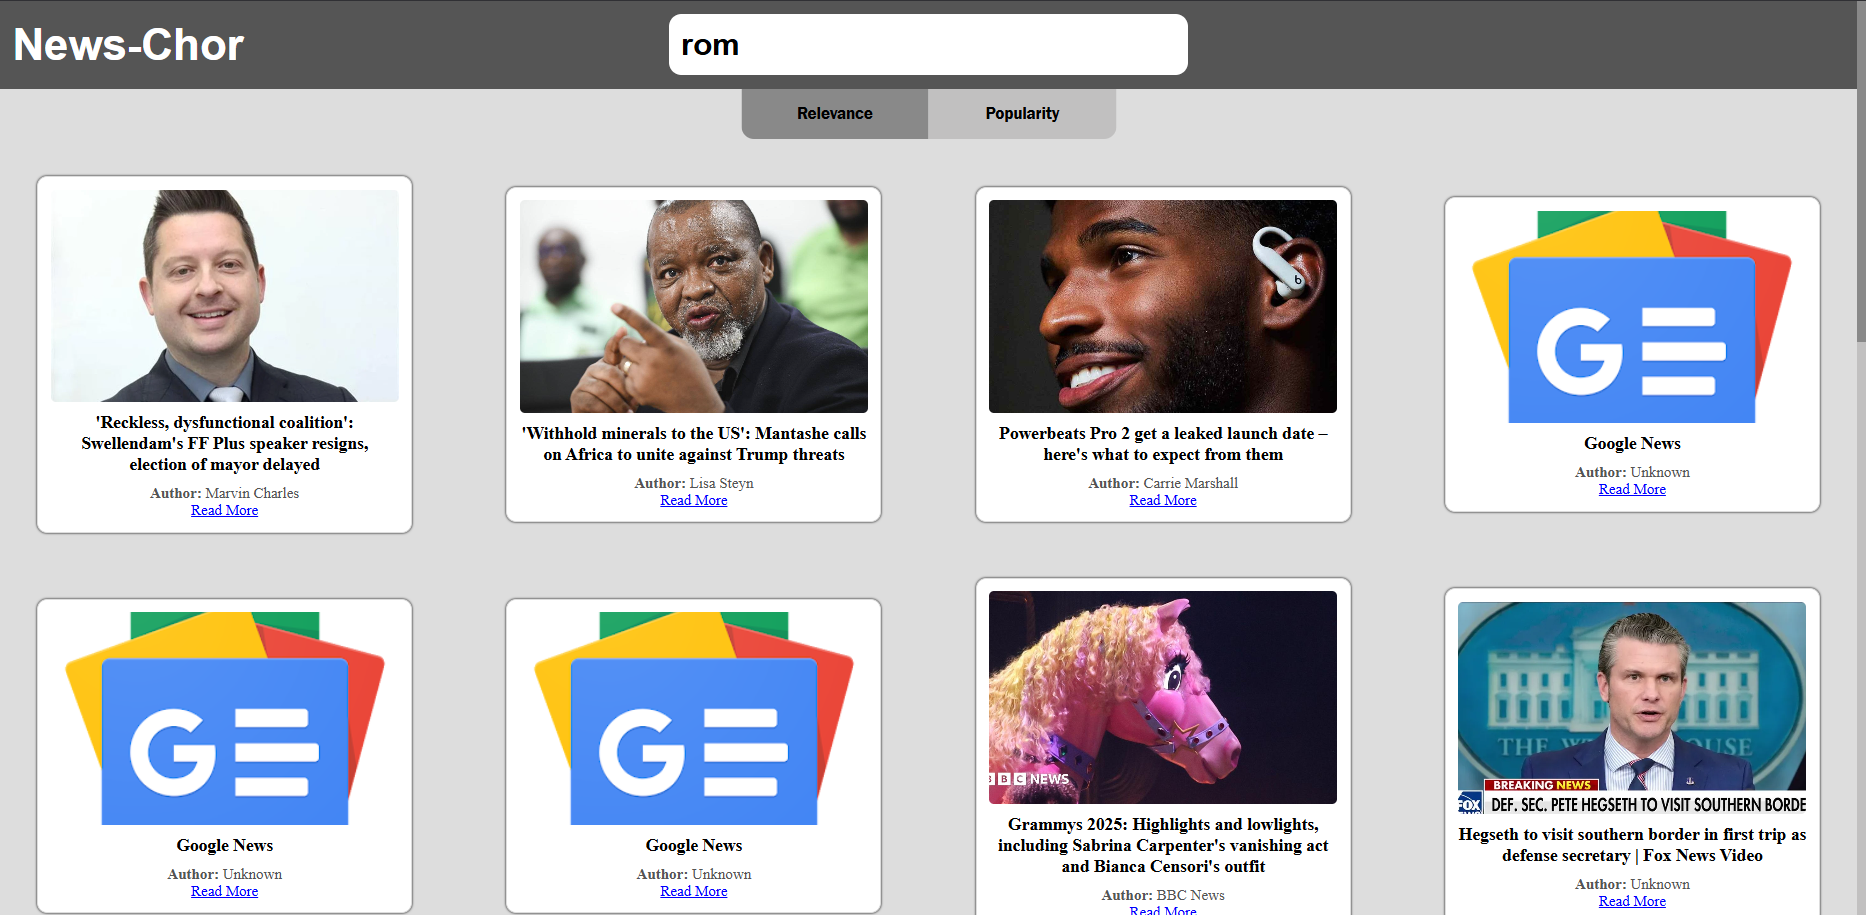 News-Chor
rom
Relevance
Popularity
'Reckless, dysfunctional coalition':
Swellendam's FF Plus speaker resigns,
election of mayor delayed
Author: Marvin Charles
Read More
'Withhold minerals to the US': Mantashe calls
on Africa to unite against Trump threats
Author: Lisa Steyn
Read More
b
Powerbeats Pro 2 get a leaked launch date –
here's what to expect from them
Author: Carrie Marshall
Read More
G
Google News
Author: Unknown
Read More
G
Google News
Author: Unknown
Read More
G
Google News
Author: Unknown
Read More
BBC NEWS
Grammys 2025: Highlights and lowlights,
including Sabrina Carpenter's vanishing act
and Bianca Censori's outfit
Author: BBC News
Read More
THE W HOUSE
BREAKING NEWS
FOX
DEF. SEC. PETE HEGSETH TO VISIT SOUTHERN BORDE
Hegseth to visit southern border in first trip as
defense secretary | Fox News Video
Author: Unknown
Read More